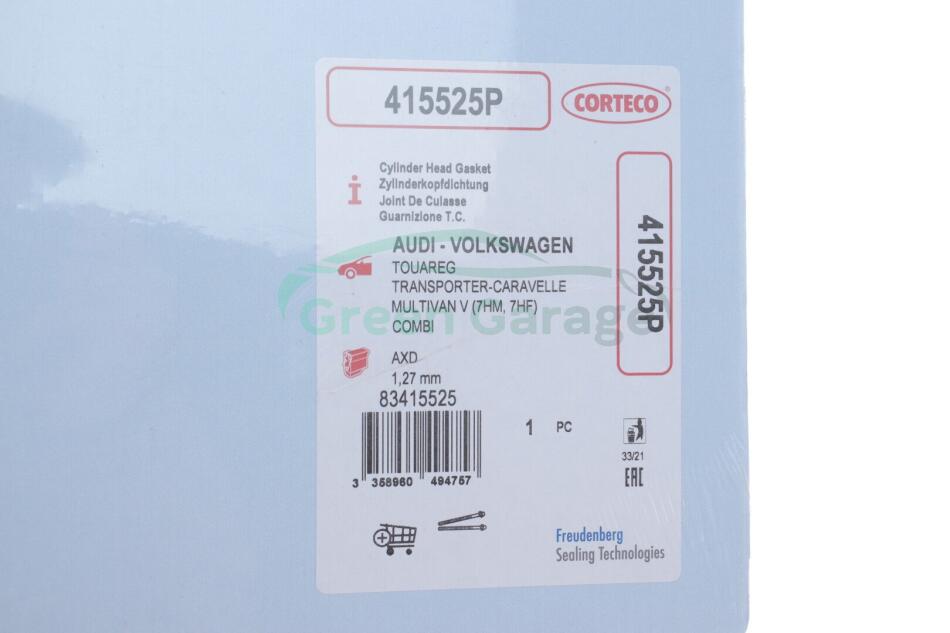 415525P
CORTECO®
Cylinder Head Gasket
Zylinderkopfdichtung
Joint De Culasse
Guarnizione T.C.
AUDI - VOLKSWAGEN
TOUAREG
TRANSPORTER-CARAVELLE
MULTIVAN V (7HM, 7HF)
COMBI
415525P
Green Garage
AXD
1,27 mm
83415525
1 PC
3 358960 494757
33/21
EAC
Freudenberg
Sealing Technologies